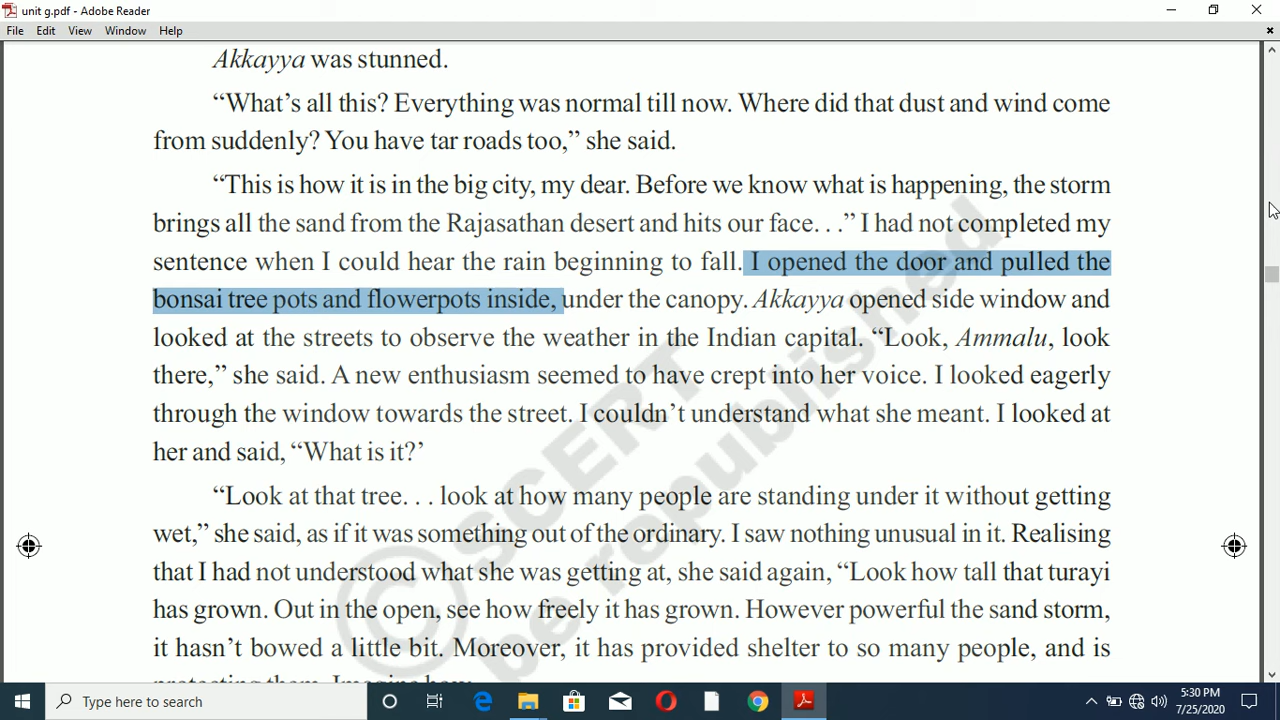 unit g.pdf - Adobe Reader
File Edit View Window Help
Akkayya was stunned.
“What’s all this? Everything was normal till now. Where did that dust and wind come
from suddenly? You have tar roads too,” she said.
“This is how it is in the big city, my dear. Before we know what is happening, the storm
brings all the sand from the Rajasathan desert and hits our face. . .” I had not completed my
sentence when I could hear the rain beginning to fall. I opened the door and pulled the
bonsai tree pots and flowerpots inside, under the canopy. Akkayya opened side window and
looked at the streets to observe the weather in the Indian capital. “Look, Ammalu, look
there,” she said. A new enthusiasm seemed to have crept into her voice. I looked eagerly
through the window towards the street. I couldn’t understand what she meant. I looked at
her and said, “What is it?’
“Look at that tree. . . look at how many people are standing under it without getting
wet,” she said, as if it was something out of the ordinary. I saw nothing unusual in it. Realising
that I had not understood what she was getting at, she said again, “Look how tall that turayi
has grown. Out in the open, see how freely it has grown. However powerful the sand storm,
it hasn’t bowed a little bit. Moreover, it has provided shelter to so many people, and is
protecting them. Imagine how
©SCERT
be republished
Type here to search
5:30 PM
7/25/2020